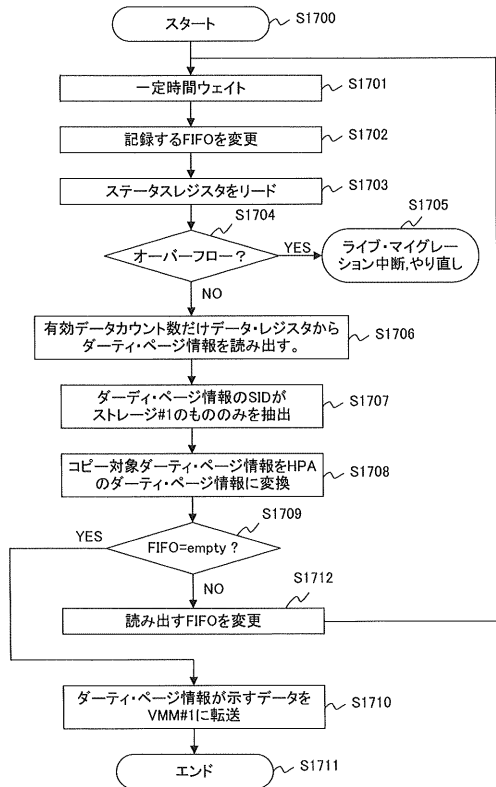 スタート
S1700
一定時間ウェイト
S1701
記録するFIFOを変更
S1702
ステータスレジスタをリード
S1703
S1704
オーバーフロー?
YES
NO
S1705
ライブ・マイグレー
ション中断,やり直し
有効データカウント数だけデータ・レジスタから
ダーティ・ページ情報を読み出す。
S1706
ダーディ・ページ情報のSIDが
ストレージ#1のもののみを抽出
S1707
コピー対象ダーティ・ページ情報をHPA
のダーティ・ページ情報に変換
S1708
S1709
YES
FIFO=empty ?
NO
S1712
読み出すFIFOを変更
ダーティ・ページ情報が示すデータを
VMM#1に転送
S1710
エンド
S1711